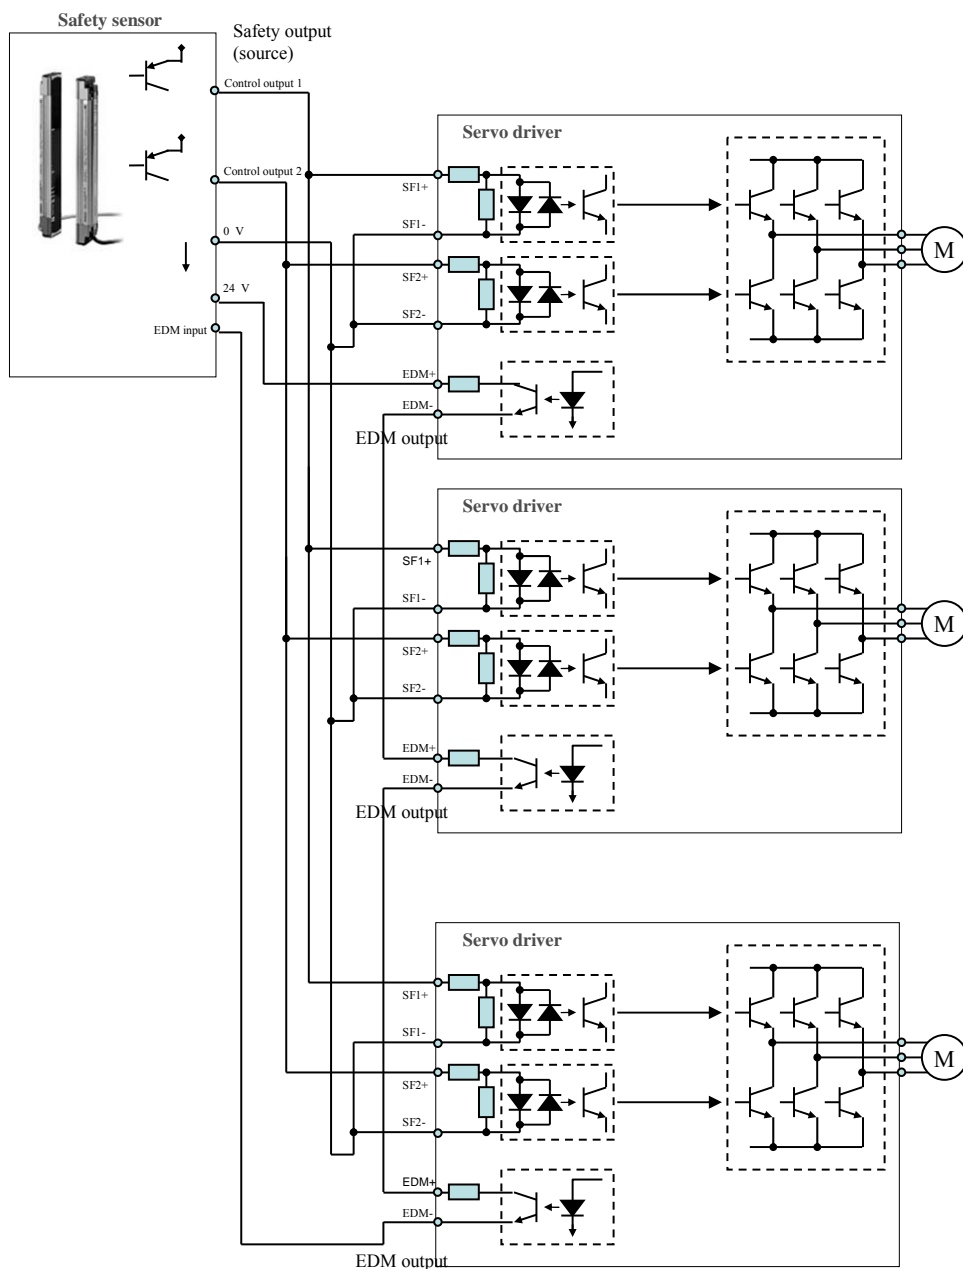 Safety sensor
Safety output
(source)
Control output 1
Control output 2
0 V
24 V
EDM input
Servo driver
SF1+
SF1-
SF2+
SF2-
EDM+
EDM-
EDM output
M
Servo driver
SF1+
SF1-
SF2+
SF2-
EDM+
EDM-
EDM output
M
Servo driver
SF1+
SF1-
SF2+
SF2-
EDM+
EDM-
EDM output
M